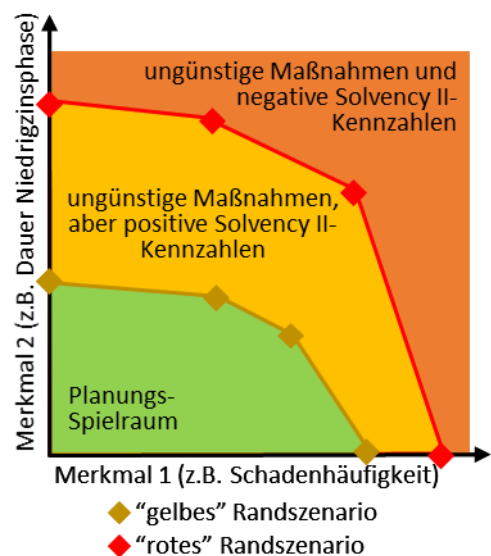 ungünstige Maßnahmen und
negative Solvency II-
Kennzahlen
ungünstige Maßnahmen,
aber positive Solvency II-
Kennzahlen
Planungs-
Spielraum
Merkmal 2 (z.B. Dauer Niedrigzinsphase)
Merkmal 1 (z.B. Schadenhäufigkeit)
“gelbes” Randszenario
“rotes” Randszenario